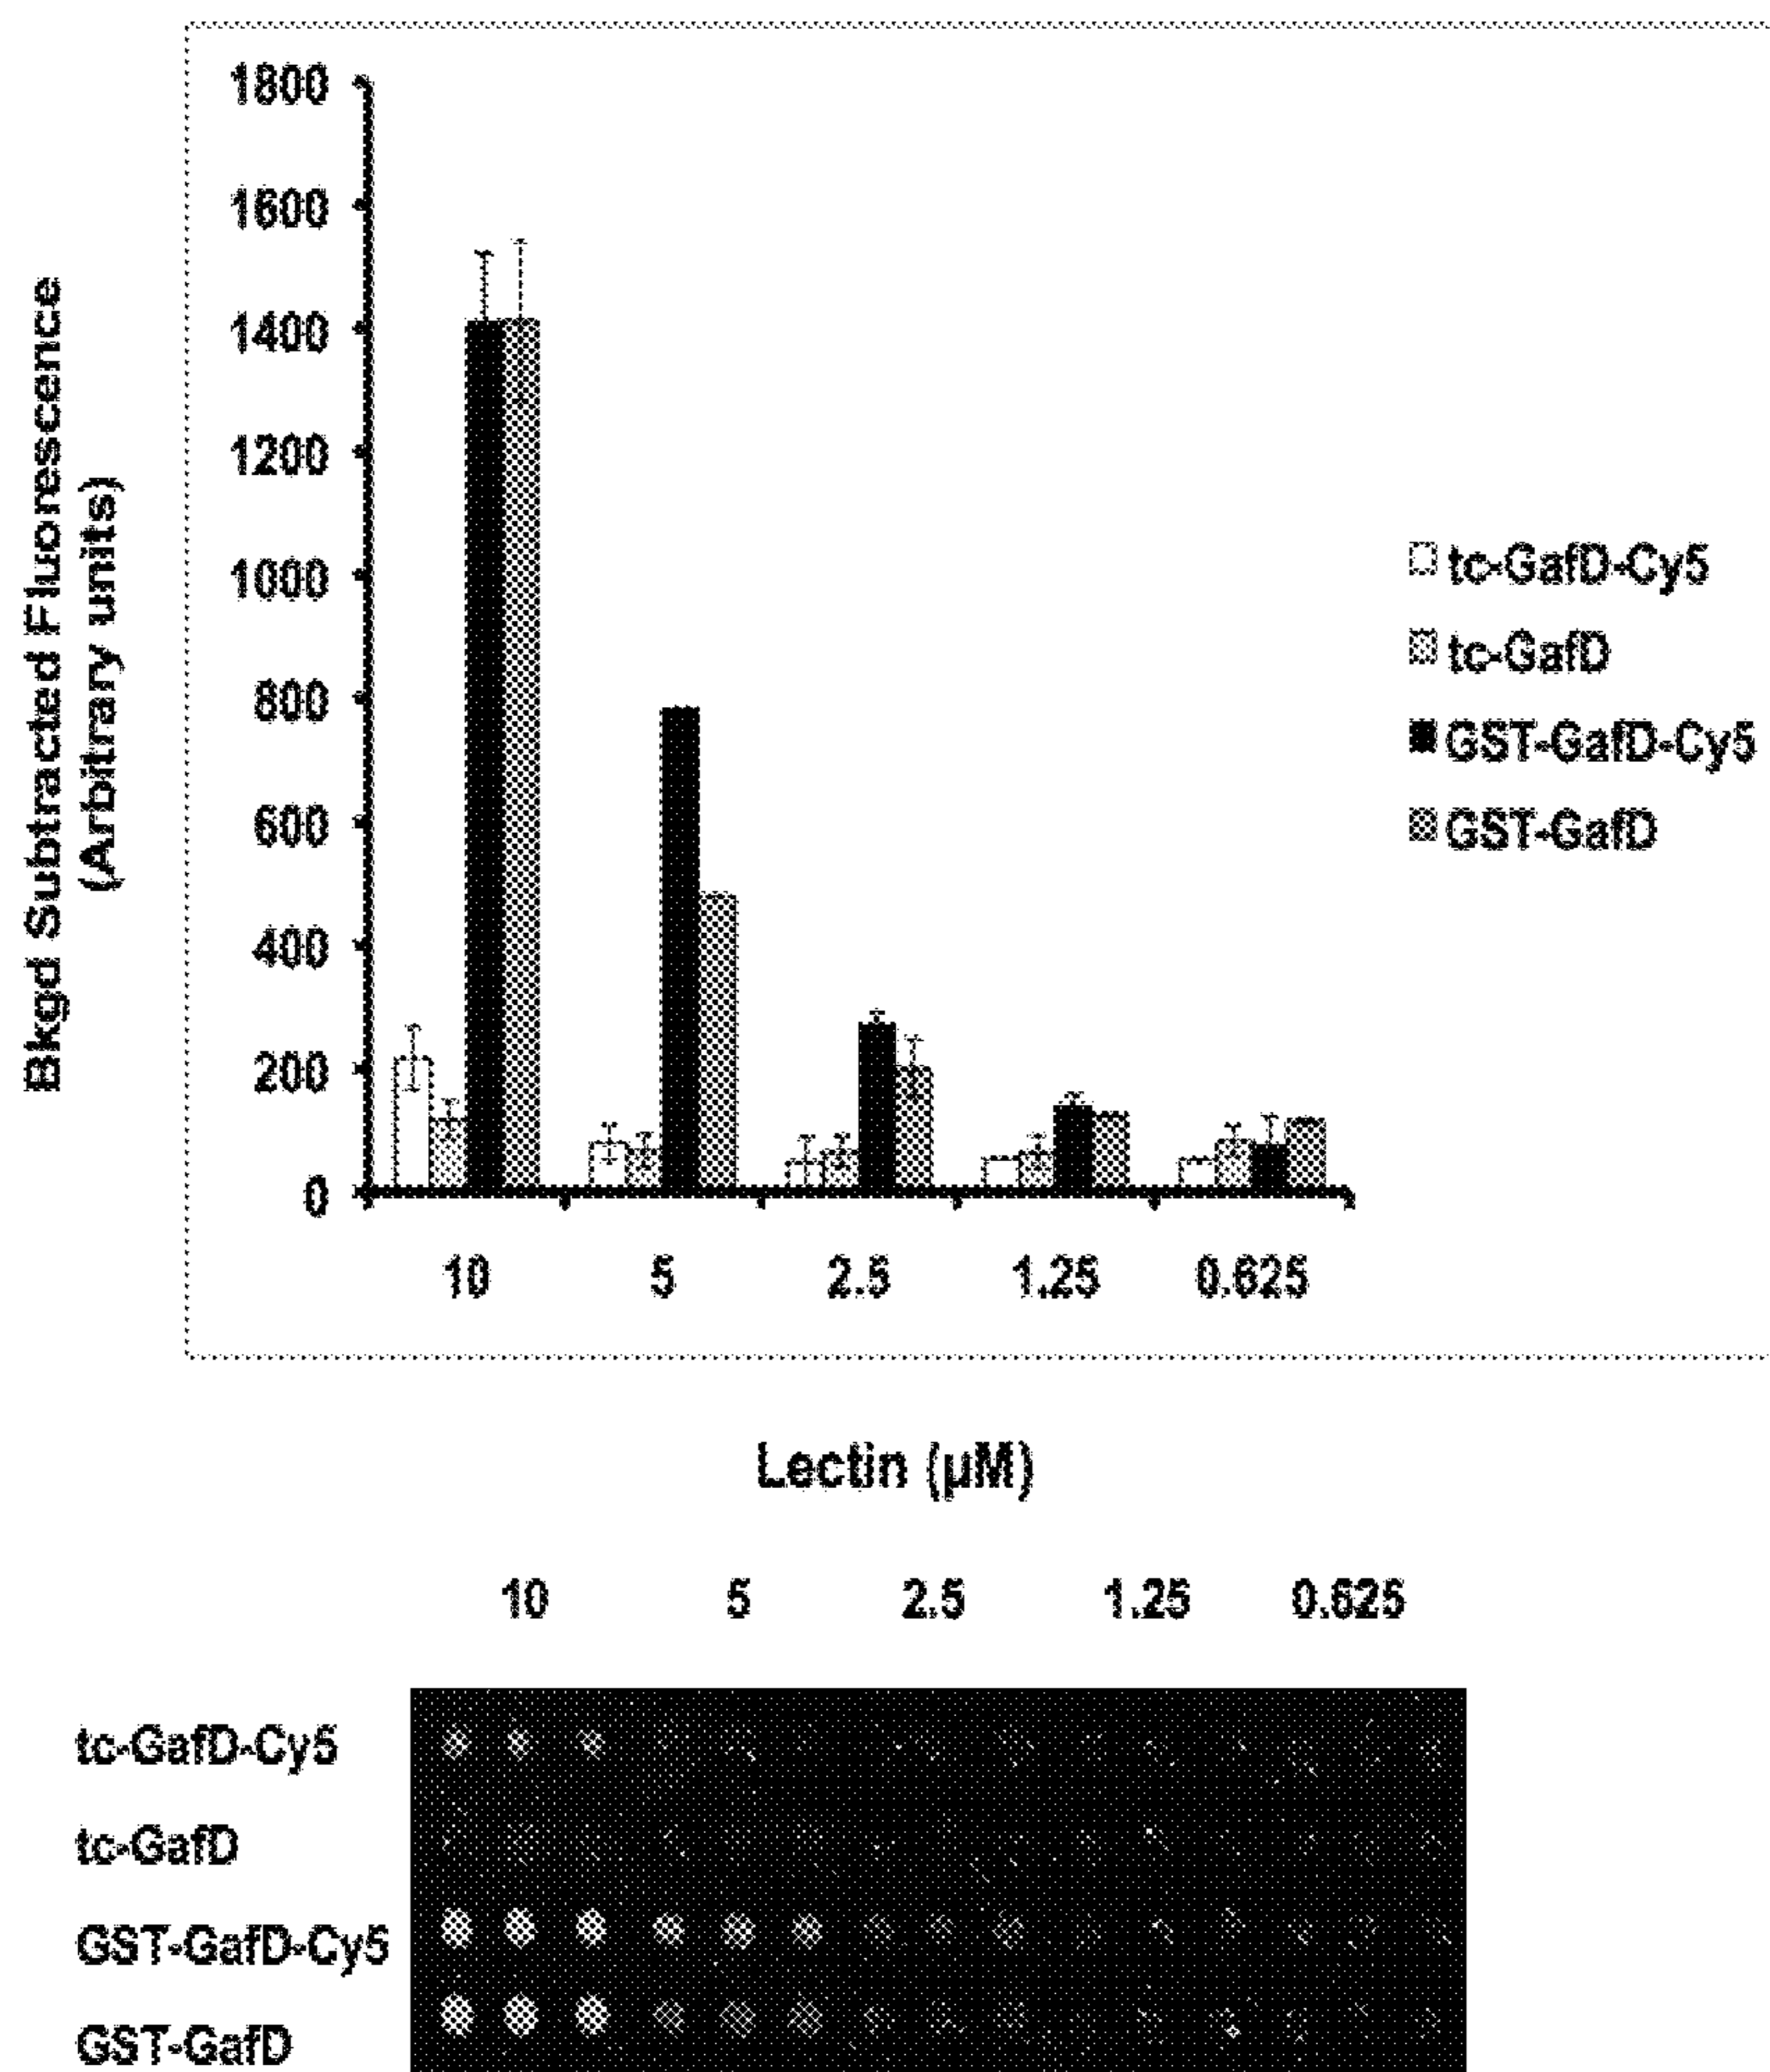 Bkgd Subtracted Fluorescence
(Arbitrary units)
1800
1600
1400
1200
1000
800
600
400
200
0
10 5 2.5 1.25 0.625
tc-GafD-Cy5
tc-GafD
GST-GafD-Cy5
GST-GafD
Lectin (µM)
10 5 2.5 1.25 0.625
tc-GafD-Cy5
tc-GafD
GST-GafD-Cy5
GST-GafD